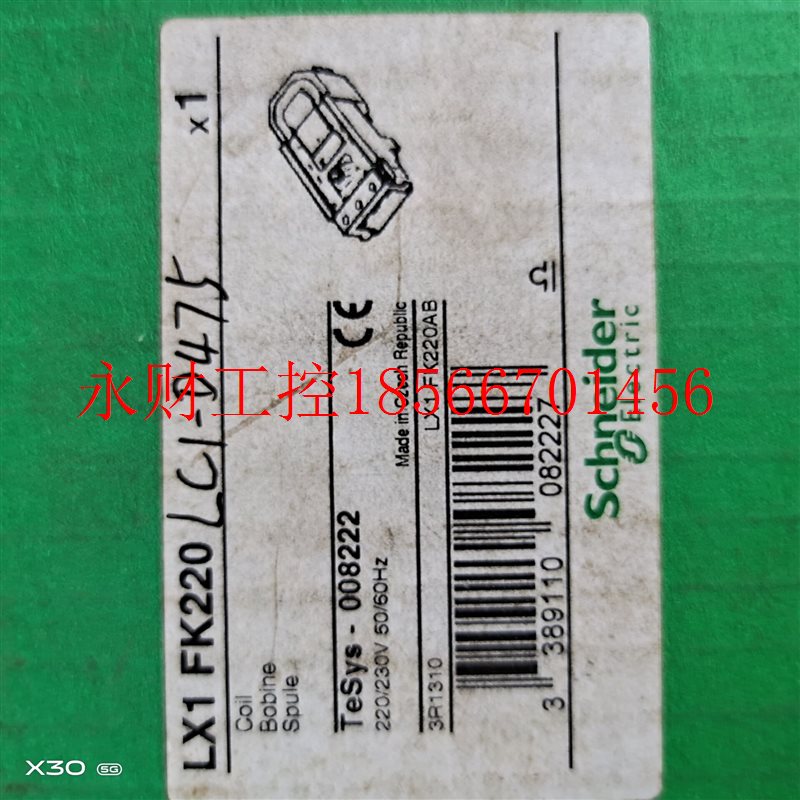 LX1 FK220 LC1-D475 x1
Coil
Bobine
Spule
TeSys - 008222
220/230V 50/60Hz
CE
Made in Czech Republic
3R1310
LX1FK220AB
3 389110 082227
Schneider
Electric
永财工控18566701456
X30 5G